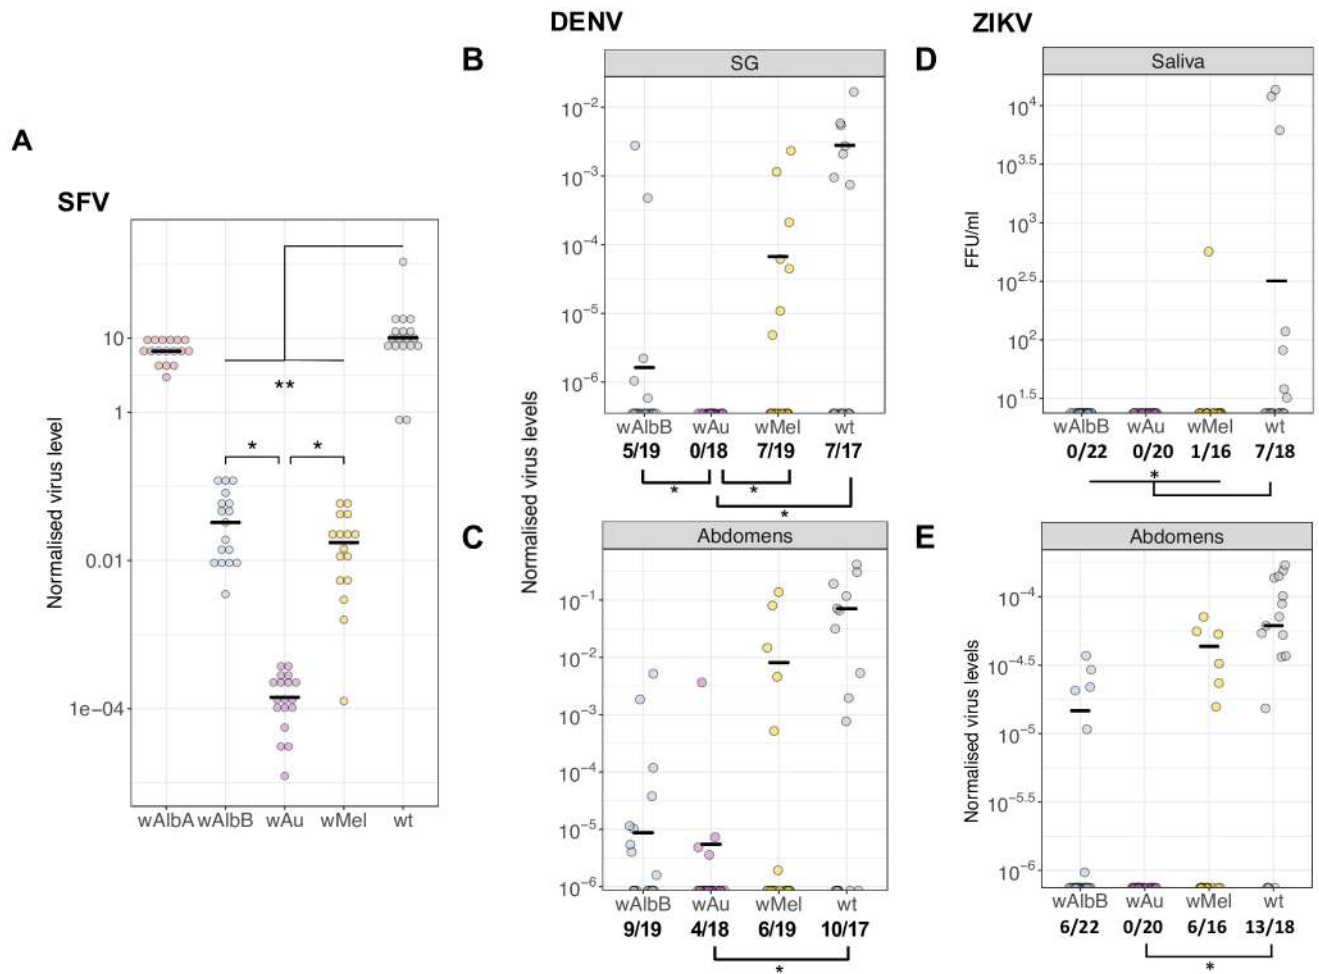 A
SFV
Normalised virus level
10
1
0.01
1e−04
**
*
*
wAlbA wAlbB wAu wMel wt
DENV
B
SG
Normalised virus levels
10−2
10−3
10−4
10−5
10−6
wAlbB wAu wMel wt
5/19 0/18 7/19 7/17
* *
*
C
Abdomens
10−1
10−2
10−3
10−4
10−5
10−6
wAlbB wAu wMel wt
9/19 4/18 6/19 10/17
*
ZIKV
D
Saliva
FFU/ml
104
103.5
103
102.5
102
101.5
wAlbB wAu wMel wt
0/22 0/20 1/16 7/18
*
E
Abdomens
Normalised virus levels
10−4
10−4.5
10−5
10−5.5
10−6
wAlbB wAu wMel wt
6/22 0/20 6/16 13/18
*